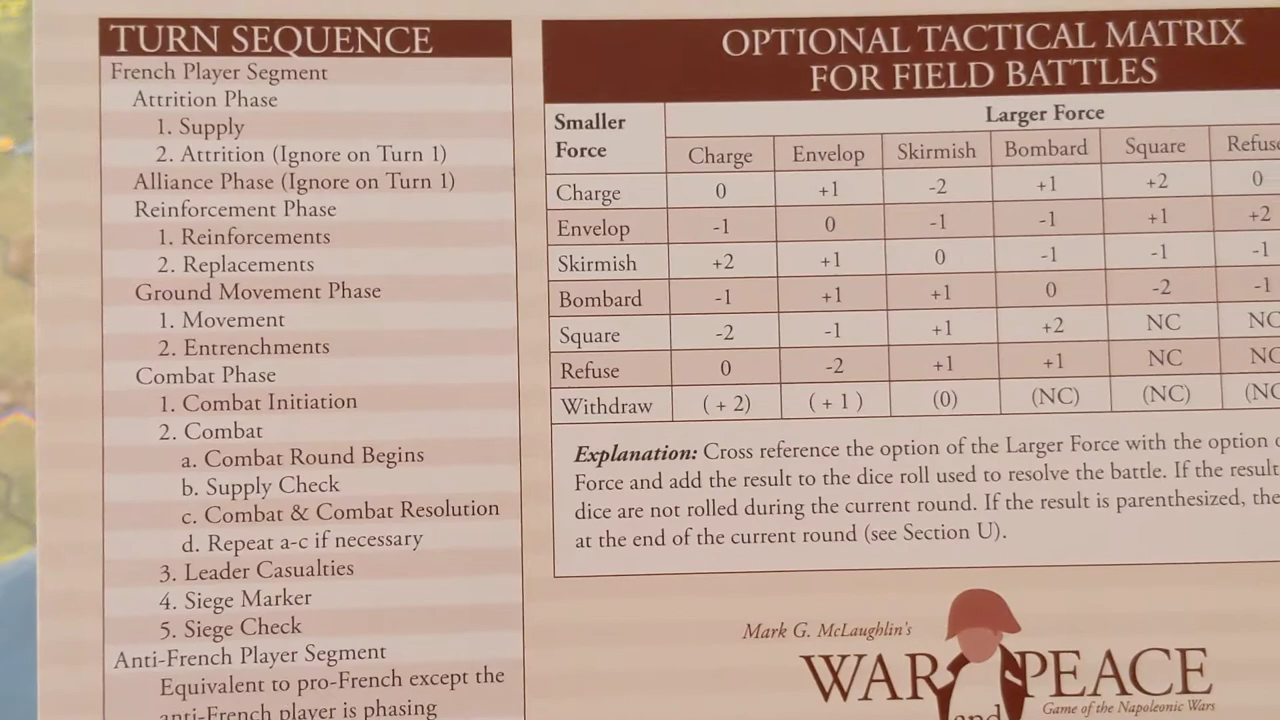 TURN SEQUENCE
French Player Segment
Attrition Phase
1. Supply
2. Attrition (Ignore on Turn 1)
Alliance Phase (Ignore on Turn 1)
Reinforcement Phase
1. Reinforcements
2. Replacements
Ground Movement Phase
1. Movement
2. Entrenchments
Combat Phase
1. Combat Initiation
2. Combat
a. Combat Round Begins
b. Supply Check
c. Combat & Combat Resolution
d. Repeat a-c if necessary
3. Leader Casualties
4. Siege Marker
5. Siege Check
Anti-French Player Segment
Equivalent to pro-French except the
anti-French player is phasing
OPTIONAL TACTICAL MATRIX
FOR FIELD BATTLES
Smaller Force Larger Force
Charge Envelop Skirmish Bombard Square Refuse
Charge 0 +1 -2 +1 +2 0
Envelop -1 0 -1 -1 +1 +2
Skirmish +2 +1 0 -1 -1 -1
Bombard -1 +1 +1 0 -2 -1
Square -2 -1 +1 +2 NC NC
Refuse 0 -2 +1 +1 NC NC
Withdraw ( + 2) ( + 1 ) (0) (NC) (NC) (NC
Explanation: Cross reference the option of the Larger Force with the option
Force and add the result to the dice roll used to resolve the battle. If the result
dice are not rolled during the current round. If the result is parenthesized, the
at the end of the current round (see Section U).
Mark G. McLaughlin's
WAR and PEACE
Game of the Napoleonic Wars